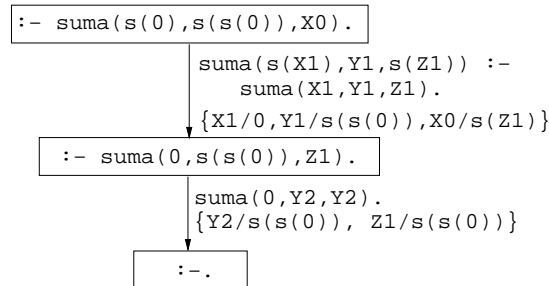 :- suma(s(0),s(s(0)),X0).
suma(s(X1),Y1,s(Z1)) :-
suma(X1,Y1,Z1).
{X1/0,Y1/s(s(0)),X0/s(Z1)}
:- suma(0,s(s(0)),Z1).
suma(0,Y2,Y2).
{Y2/s(s(0)), Z1/s(s(0))}
:-.